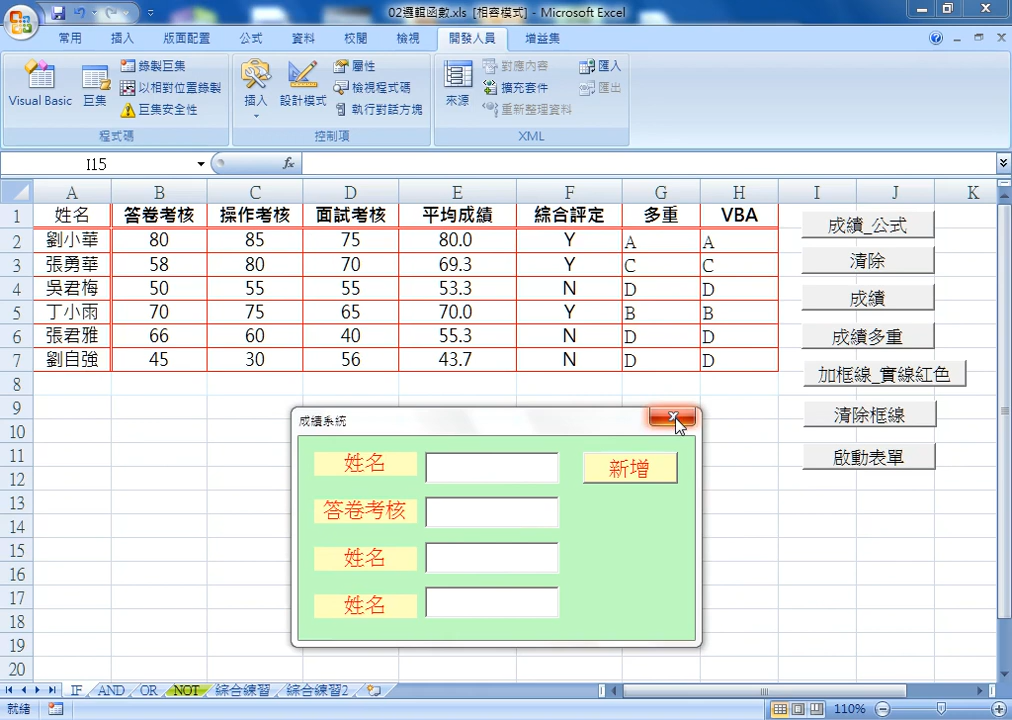 02邏輯函數.xls [相容模式] - Microsoft Excel
常用 插入 版面配置 公式 資料 校閱 檢視 開發人員 增益集
Visual Basic 巨集 錄製巨集 以相對位置錄製 巨集安全性 程式碼
插入 設計模式 屬性 檢視程式碼 執行對話方塊 控制項
來源 對應內容 擴充套件 重新整理資料 匯入 匯出 XML
I15 fx
A B C D E F G H I J K
1 姓名 答卷考核 操作考核 面試考核 平均成績 綜合評定 多重 VBA
2 劉小華 80 85 75 80.0 Y A A
3 張勇華 58 80 70 69.3 Y C C
4 吳君梅 50 55 55 53.3 N D D
5 丁小雨 70 75 65 70.0 Y B B
6 張君雅 66 60 40 55.3 N D D
7 劉自強 45 30 56 43.7 N D D
8
9
10
11
12
13
14
15
16
17
18
19
20
成績_公式
清除
成績
成績多重
加框線_實線紅色
清除框線
啟動表單
成績系統
姓名 新增
答卷考核
姓名
姓名
IF AND OR NOT 綜合練習 綜合練習2
就緒 110%